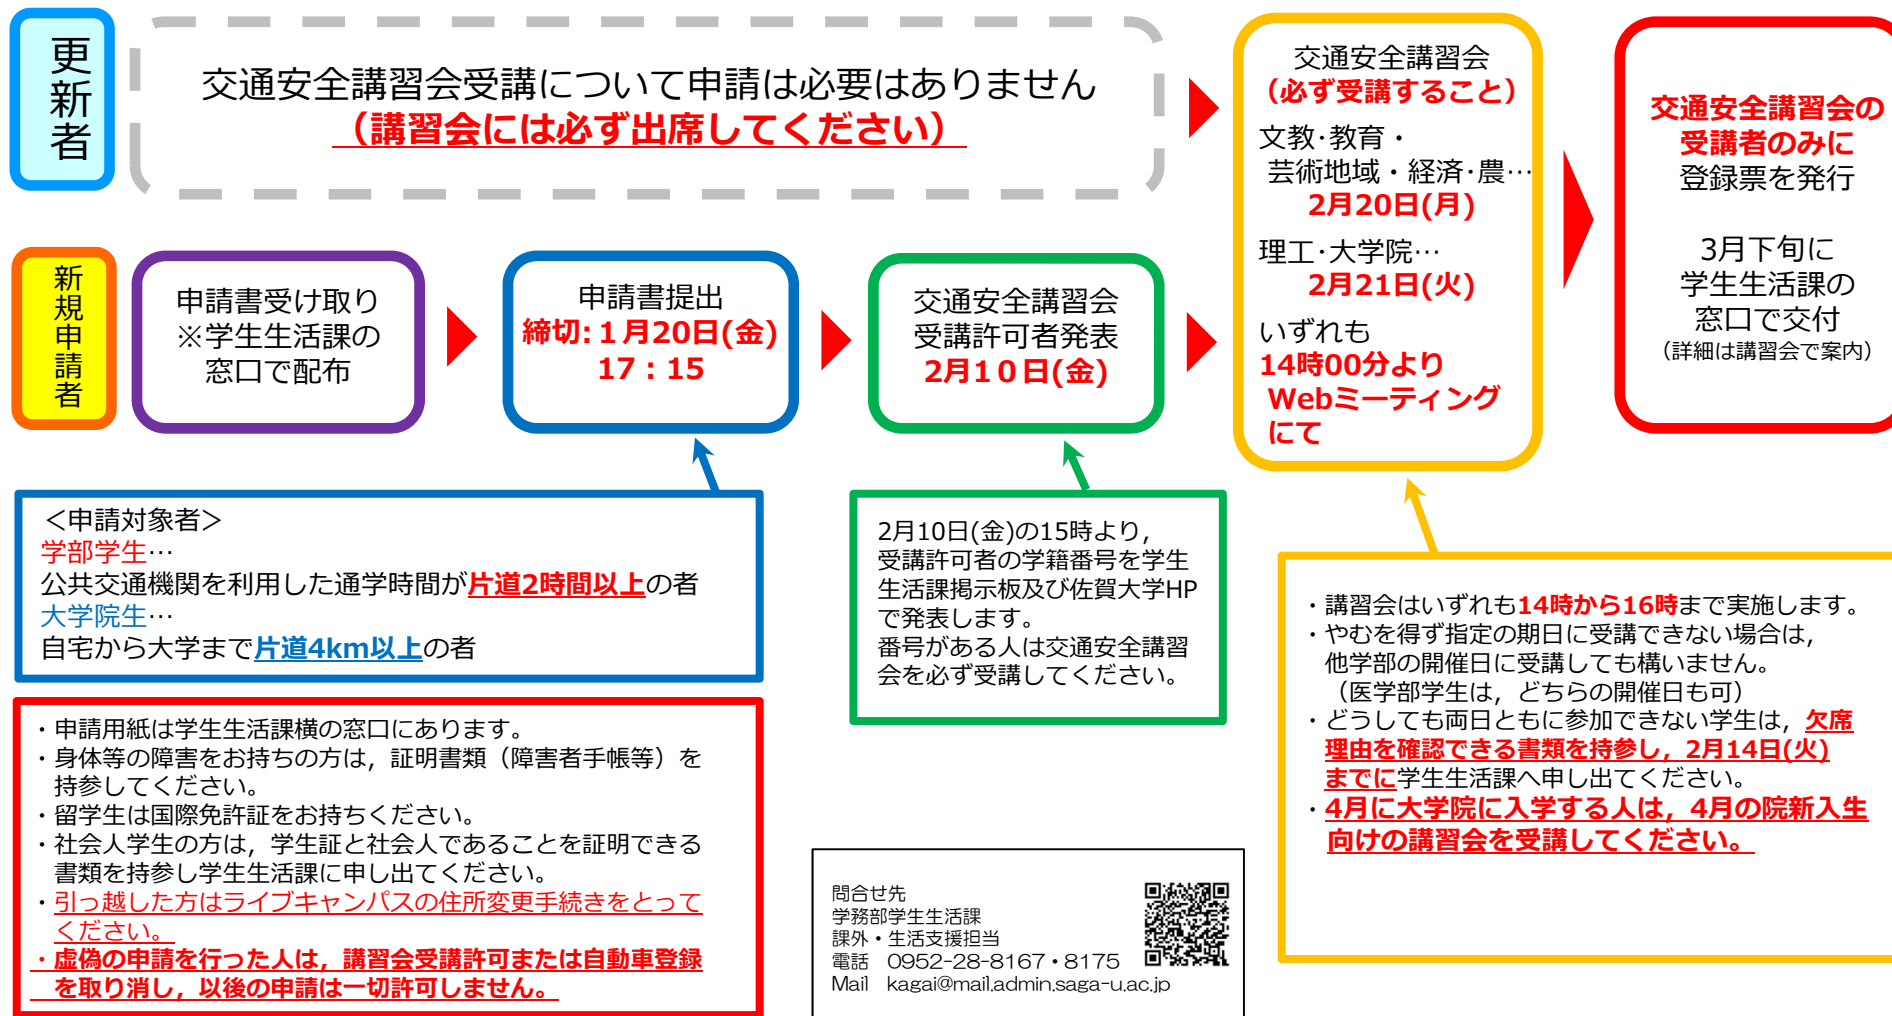 更新者
交通安全講習会受講について申請は必要はありません
（講習会には必ず出席してください）
交通安全講習会
（必ず受講すること）
文教･教育・
芸術地域・経済･農…
2月20日(月)
理工･大学院…
2月21日(火)
いずれも
14時00分より
Webミーティング
にて
交通安全講習会の
受講者のみに
登録票を発行
3月下旬に
学生生活課の
窓口で交付
（詳細は講習会で案内）
新規申請者
申請書受け取り
※学生生活課の
窓口で配布
申請書提出
締切:１月20日(金)
17：15
交通安全講習会
受講許可者発表
2月1０日(金)
＜申請対象者＞
学部学生…
公共交通機関を利用した通学時間が片道2時間以上の者
大学院生…
自宅から大学まで片道4km以上の者
2月10日(金)の15時より，
受講許可者の学籍番号を学生
生活課掲示板及び佐賀大学HP
で発表します。
番号がある人は交通安全講習
会を必ず受講してください。
・講習会はいずれも14時から16時まで実施します。
・やむを得ず指定の期日に受講できない場合は，
他学部の開催日に受講しても構いません。
（医学部学生は，どちらの開催日も可）
・どうしても両日ともに参加できない学生は，欠席
理由を確認できる書類を持参し，2月14日(火)
までに学生生活課へ申し出てください。
・4月に大学院に入学する人は，4月の院新入生
向けの講習会を受講してください。
・申請用紙は学生生活課横の窓口にあります。
・身体等の障害をお持ちの方は，証明書類（障害者手帳等）を
持参してください。
・留学生は国際免許証をお持ちください。
・社会人学生の方は，学生証と社会人であることを証明できる
書類を持参し学生生活課に申し出てください。
・引っ越した方はライブキャンパスの住所変更手続きをとって
ください。
・虚偽の申請を行った人は，講習会受講許可または自動車登録
を取り消し，以後の申請は一切許可しません。
問合せ先
学務部学生生活課
課外・生活支援担当
電話　0952-28-8167・8175
Mail　kagai@mail.admin.saga-u.ac.jp